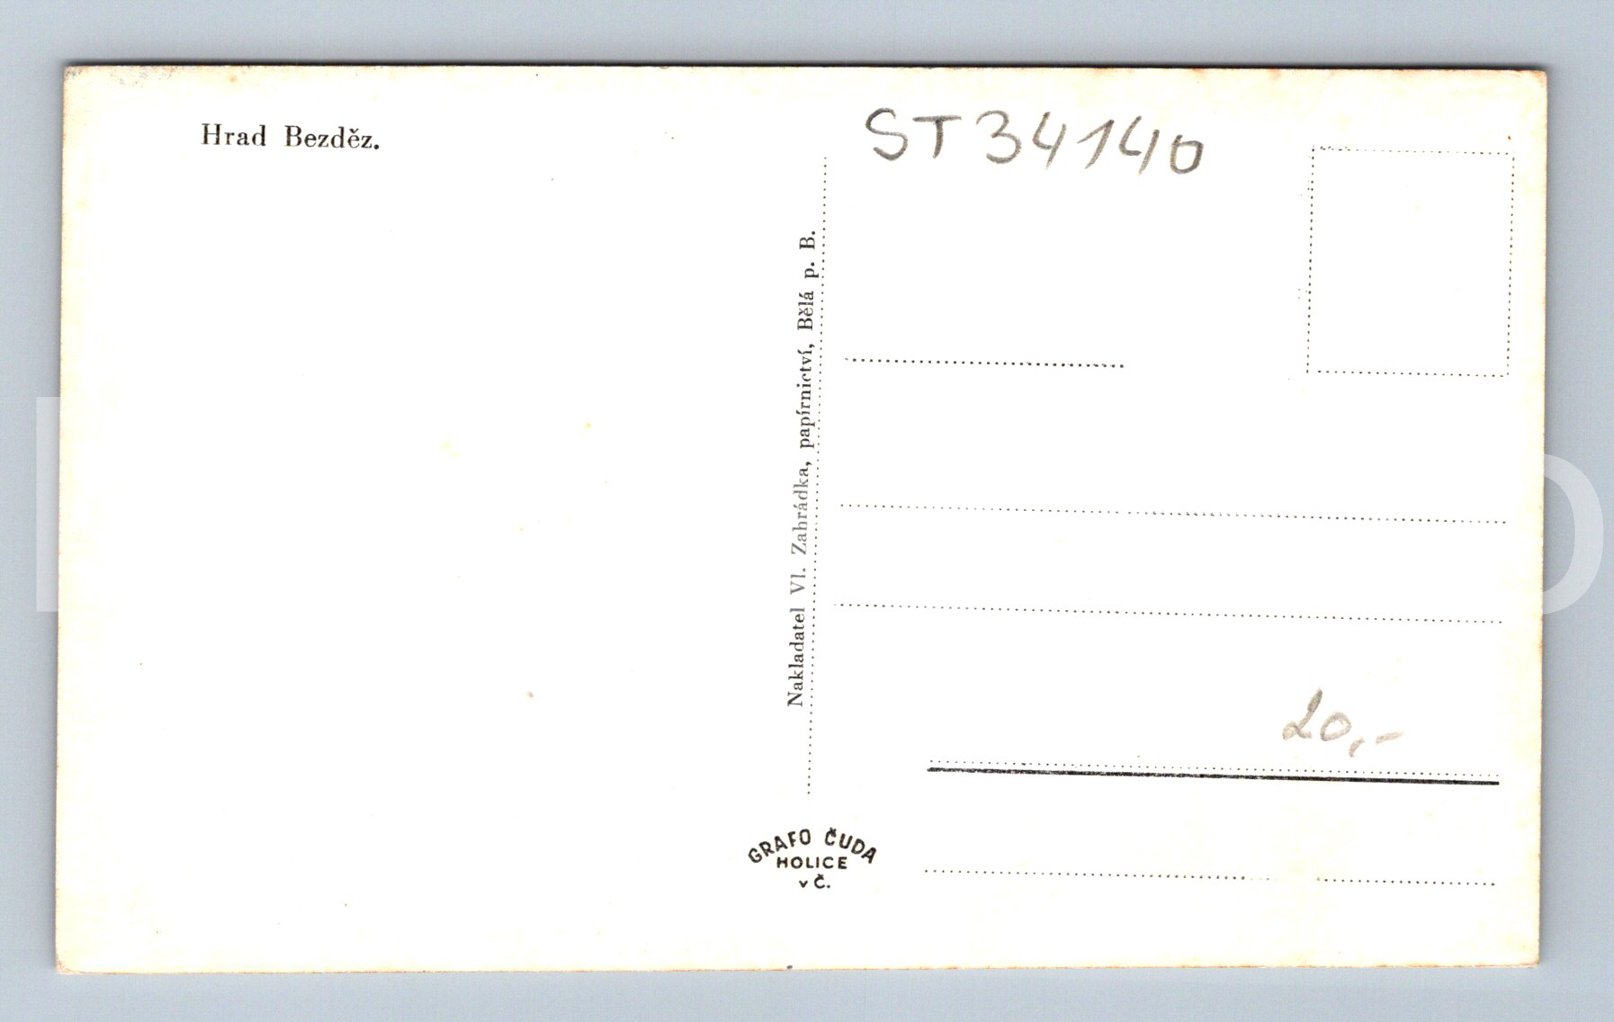 Hrad Bezděz.
ST34140
Nakladatel Vl. Zahrádka, papírnictví, Bělá p. B.
20,-
GRAFO ČUDA
HOLICE
v Č.